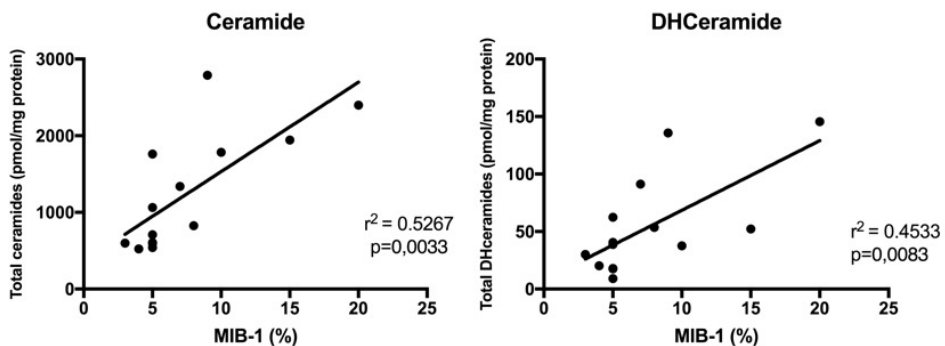 Ceramide
Total ceramides (pmol/mg protein)
3000
2000
1000
0
r² = 0.5267
p=0,0033
0 5 10 15 20 25
MIB-1 (%)
DHCeramide
Total DHceramides (pmol/mg protein)
200
150
100
50
0
r² = 0.4533
p=0,0083
0 5 10 15 20 25
MIB-1 (%)